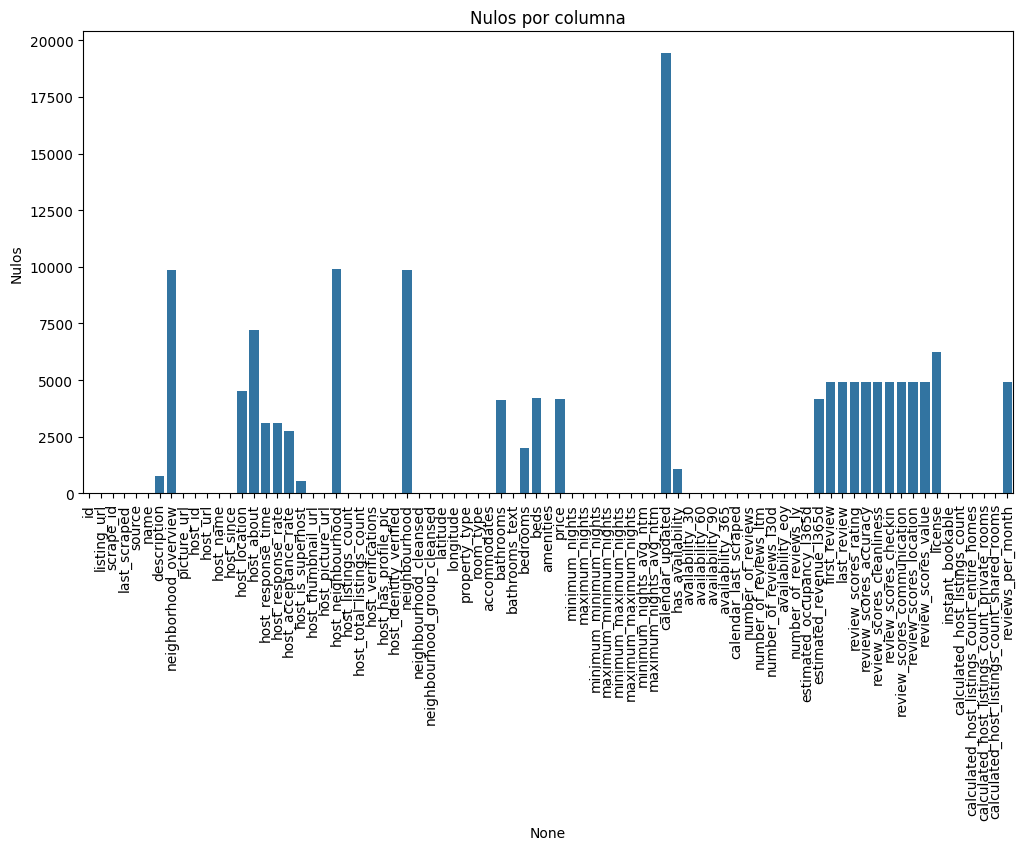 Nulos por columna
Nulos
20000
17500
15000
12500
10000
7500
5000
2500
0
id
listing_url
scrape_id
last_scraped
source
name
description
neighborhood_overview
picture_url
host_id
host_url
host_name
host_since
host_location
host_about
host_response_time
host_response_rate
host_acceptance_rate
host_is_superhost
host_thumbnail_url
host_picture_url
host_neighbourhood
host_listings_count
host_total_listings_count
host_verifications
host_has_profile_pic
host_identity_verified
neighbourhood
neighbourhood_cleansed
neighbourhood_group_cleansed
latitude
longitude
property_type
room_type
accommodates
bathrooms
bathrooms_text
bedrooms
beds
amenities
price
minimum_nights
maximum_nights
minimum_minimum_nights
maximum_minimum_nights
minimum_maximum_nights
maximum_maximum_nights
minimum_nights_avg_ntm
maximum_nights_avg_ntm
calendar_updated
has_availability
availability_30
availability_60
availability_90
availability_365
calendar_last_scraped
number_of_reviews
number_of_reviews_ltm
number_of_reviews_l30d
availability_eoy
number_of_reviews_ly
estimated_occupancy_l365d
estimated_revenue_l365d
first_review
last_review
review_scores_rating
review_scores_accuracy
review_scores_cleanliness
review_scores_checkin
review_scores_communication
review_scores_location
review_scores_value
license
instant_bookable
calculated_host_listings_count
calculated_host_listings_count_entire_homes
calculated_host_listings_count_private_rooms
calculated_host_listings_count_shared_rooms
reviews_per_month
None